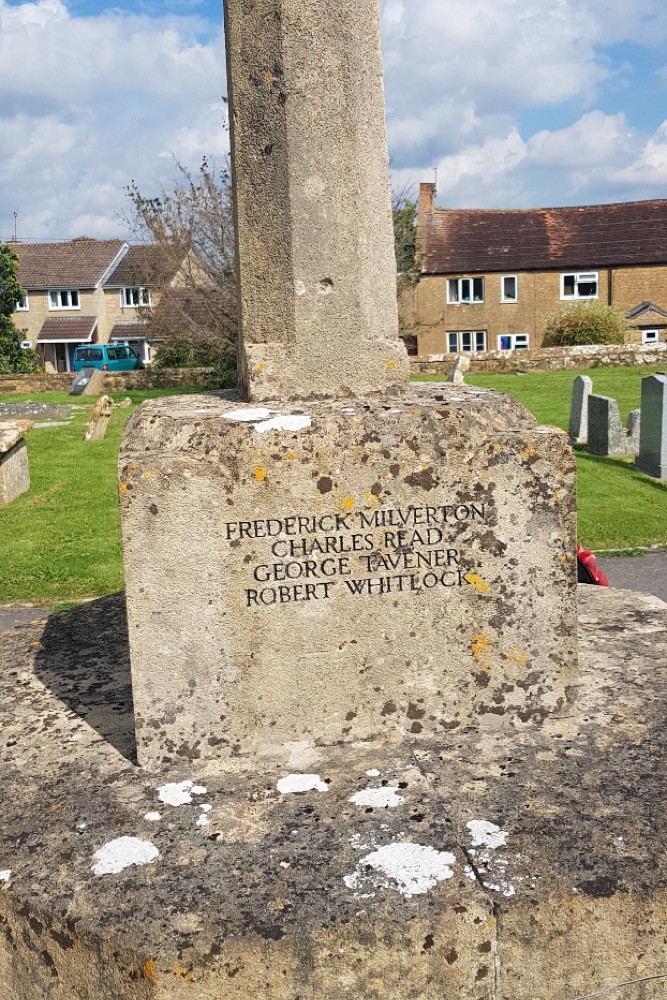 FREDERICK MILVERTON
CHARLES READ
GEORGE TAVENER
ROBERT WHITLOCK